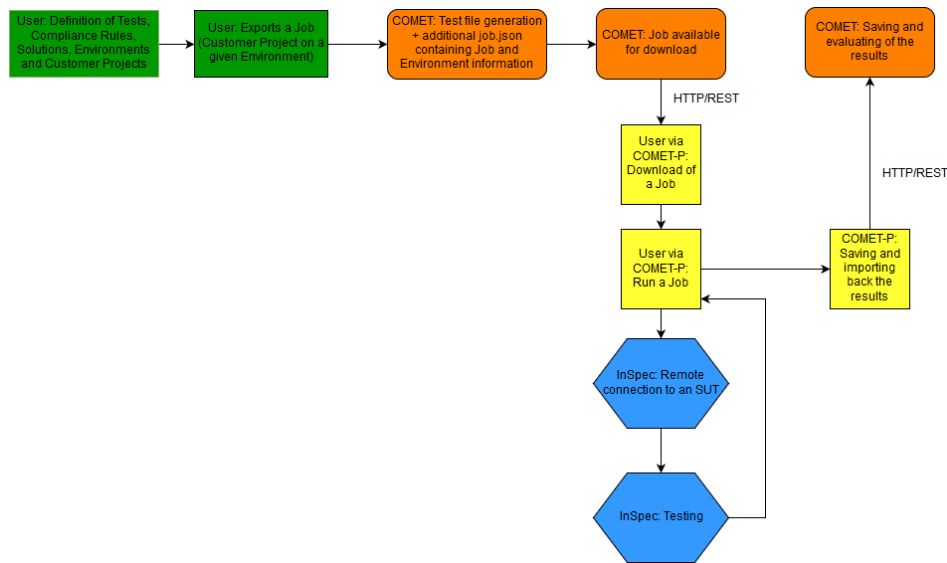 User: Definition of Tests,
Compliance Rules,
Solutions, Environments
and Customer Projects
User: Exports a Job
(Customer Project on a
given Environment)
COMET: Test file generation
+ additional job.json
containing Job and
Environment information
COMET: Job available
for download
COMET: Saving and
evaluating of the
results
HTTP/REST
User via
COMET-P:
Download of
a Job
HTTP/REST
User via
COMET-P:
Run a Job
COMET-P:
Saving and
importing
back the
results
InSpec: Remote
connection to an SUT
InSpec: Testing